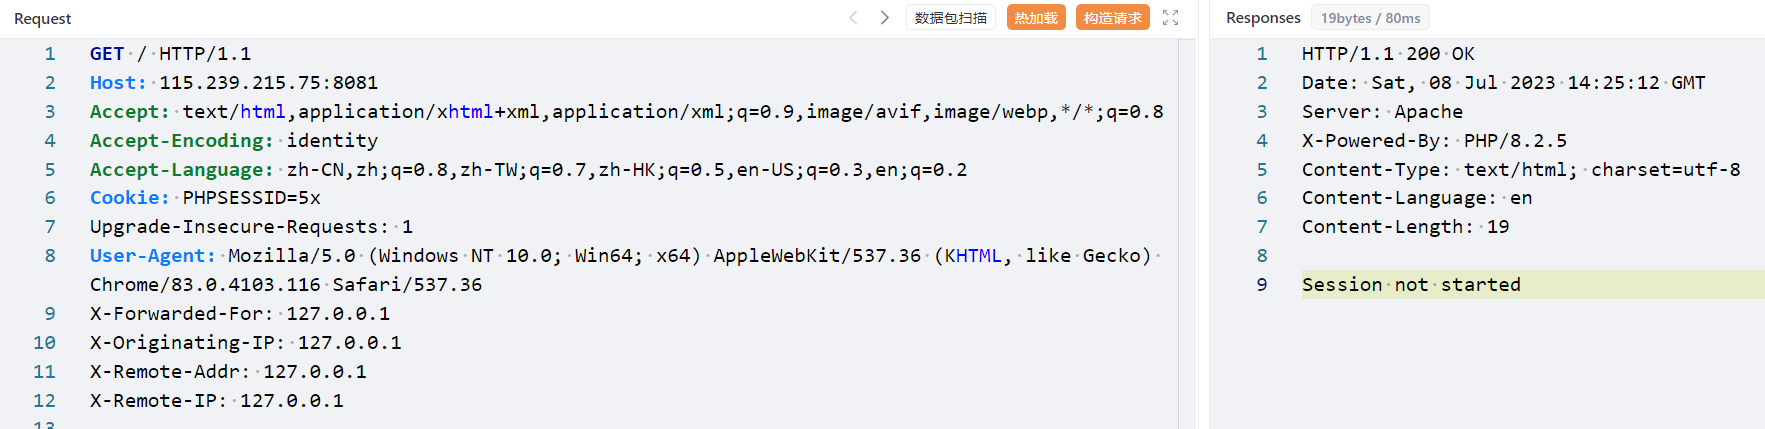 Request
数据包扫描
热加载
构造请求
1 GET / HTTP/1.1
2 Host: 115.239.215.75:8081
3 Accept: text/html,application/xhtml+xml,application/xml;q=0.9,image/avif,image/webp,*/*;q=0.8
4 Accept-Encoding: identity
5 Accept-Language: zh-CN,zh;q=0.8,zh-TW;q=0.7,zh-HK;q=0.5,en-US;q=0.3,en;q=0.2
6 Cookie: PHPSESSID=5x
7 Upgrade-Insecure-Requests: 1
8 User-Agent: Mozilla/5.0 (Windows NT 10.0; Win64; x64) AppleWebKit/537.36 (KHTML, like Gecko)
Chrome/83.0.4103.116 Safari/537.36
9 X-Forwarded-For: 127.0.0.1
10 X-Originating-IP: 127.0.0.1
11 X-Remote-Addr: 127.0.0.1
12 X-Remote-IP: 127.0.0.1
13
Responses
19bytes / 80ms
1 HTTP/1.1 200 OK
2 Date: Sat, 08 Jul 2023 14:25:12 GMT
3 Server: Apache
4 X-Powered-By: PHP/8.2.5
5 Content-Type: text/html; charset=utf-8
6 Content-Language: en
7 Content-Length: 19
8
9 Session not started